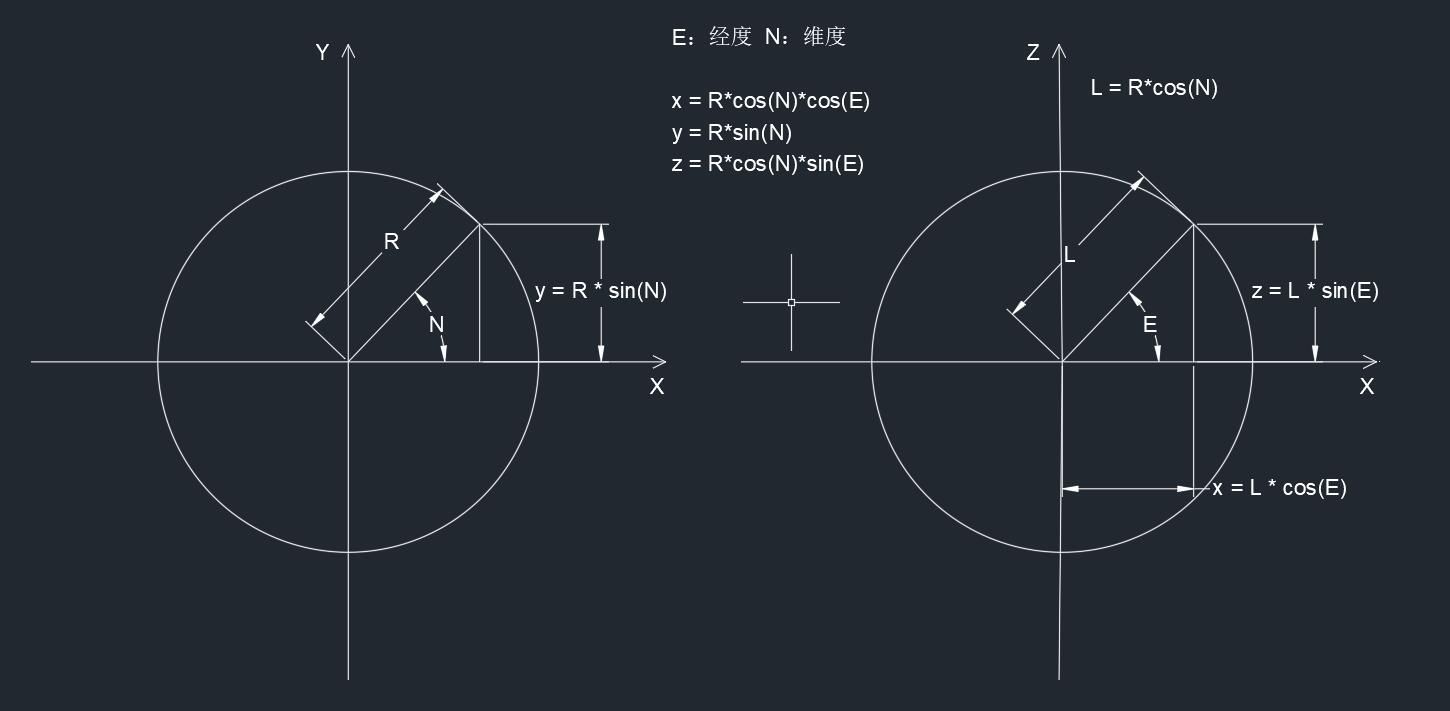 E：经度 N：维度
x = R*cos(N)*cos(E)
y = R*sin(N)
z = R*cos(N)*sin(E)
Y
R
N
y = R * sin(N)
X
Z
L = R*cos(N)
L
E
z = L * sin(E)
X
x = L * cos(E)